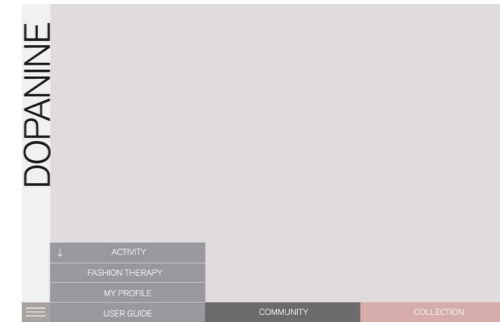 DOPANINE
↓ ACTIVITY
FASHION THERAPY
MY PROFILE
USER GUIDE
COMMUNITY
COLLECTION